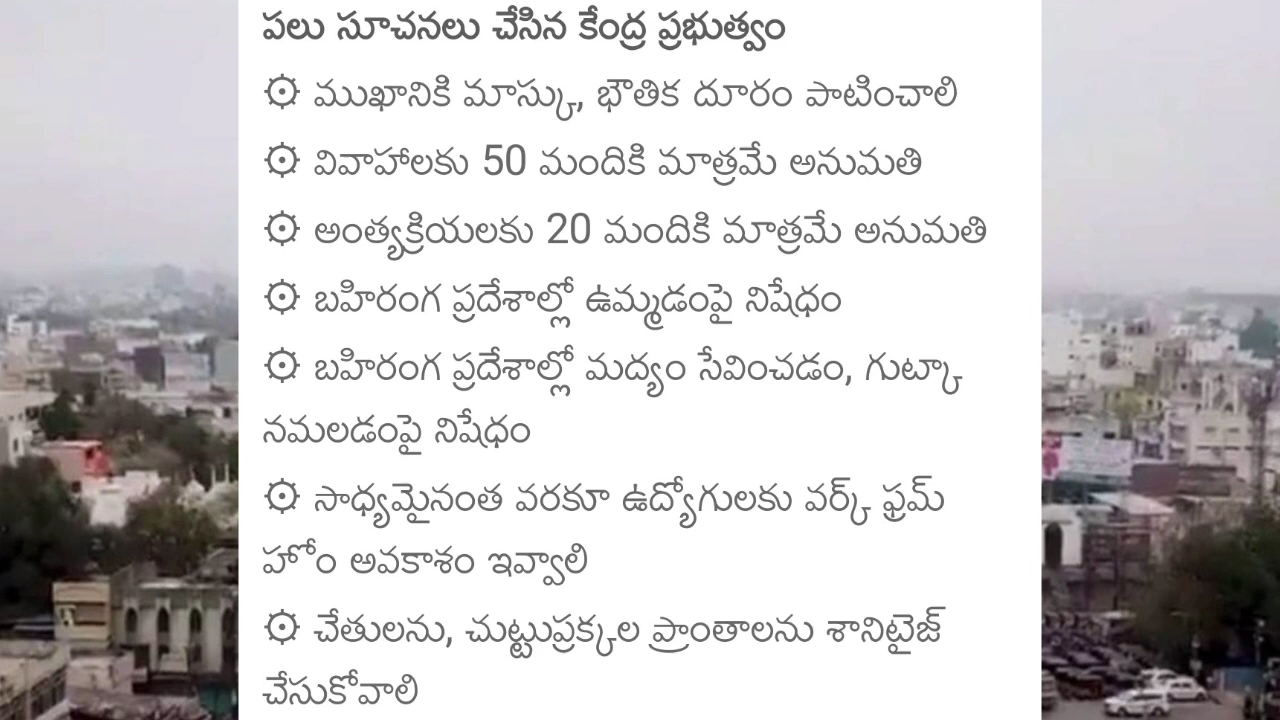 పలు సూచనలు చేసిన కేంద్ర ప్రభుత్వం
۞ ముఖానికి మాస్కు, భౌతిక దూరం పాటించాలి
۞ వివాహాలకు 50 మందికి మాత్రమే అనుమతి
۞ అంత్యక్రియలకు 20 మందికి మాత్రమే అనుమతి
۞ బహిరంగ ప్రదేశాల్లో ఉమ్మడంపై నిషేధం
۞ బహిరంగ ప్రదేశాల్లో మద్యం సేవించడం, గుట్కా
నమలడంపై నిషేధం
۞ సాధ్యమైనంత వరకూ ఉద్యోగులకు వర్క్ ఫ్రమ్
హోం అవకాశం ఇవ్వాలి
۞ చేతులను, చుట్టుప్రక్కల ప్రాంతాలను శానిటైజ్
చేసుకోవాలి